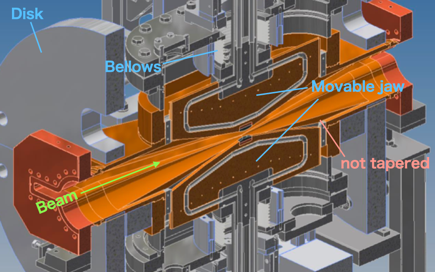 Disk
Bellows
Movable jaw
not tapered
Beam